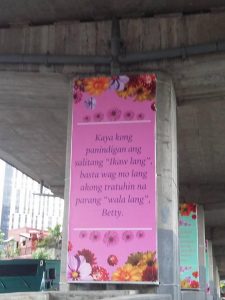 Kaya kong
panindigan ang
salitang “Ikaw lang”,
basta wag mo lang
akong tratuhin na
parang “wala lang”,
Betty.